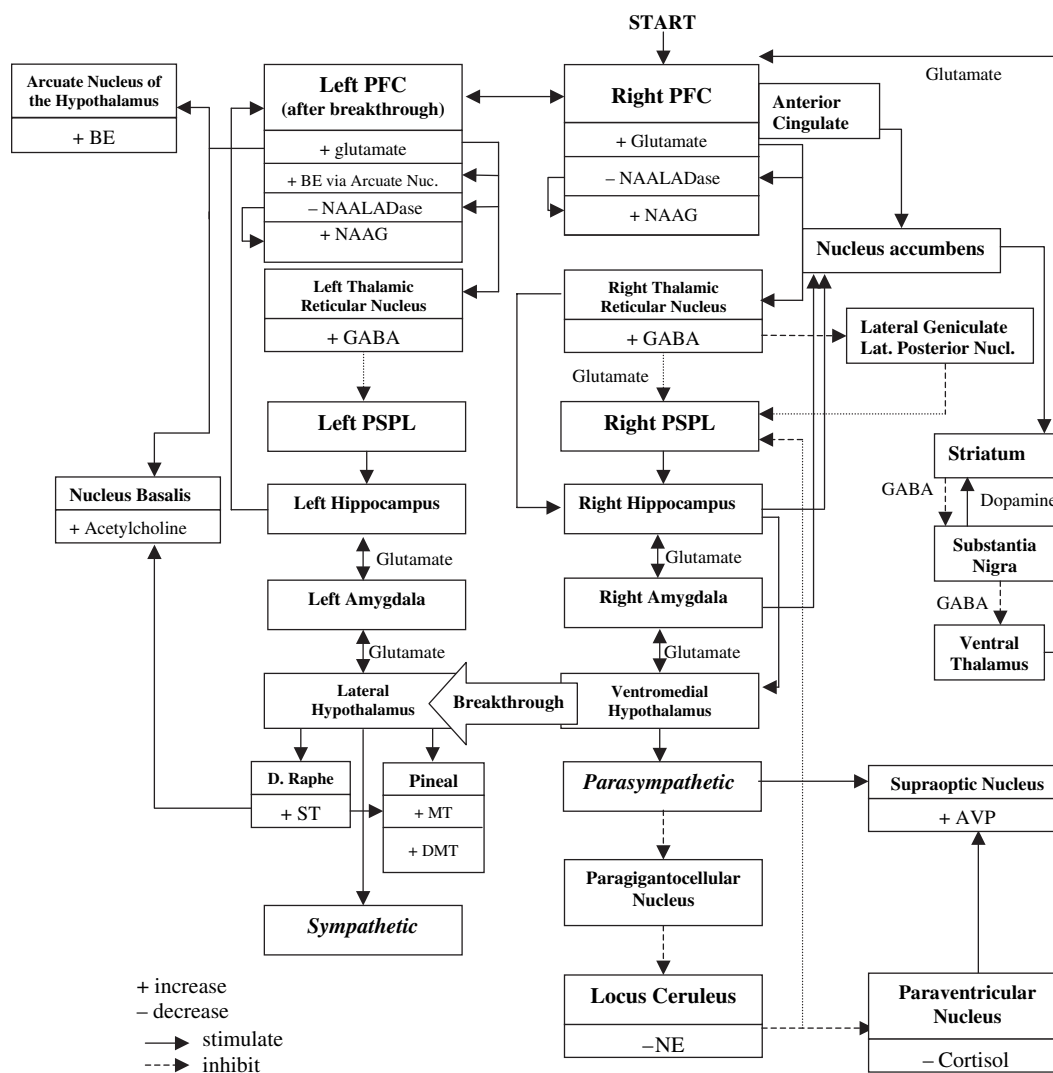 START
Glutamate
Arcuate Nucleus of
the Hypothalamus
+ BE
Left PFC
(after breakthrough)
+ glutamate
+ BE via Arcuate Nuc.
– NAALADase
+ NAAG
Right PFC
+ Glutamate
– NAALADase
+ NAAG
Anterior
Cingulate
Nucleus accumbens
Left Thalamic
Reticular Nucleus
+ GABA
Right Thalamic
Reticular Nucleus
+ GABA
Lateral Geniculate
Lat. Posterior Nucl.
Glutamate
Left PSPL
Right PSPL
Striatum
GABA
Dopamine
Nucleus Basalis
+ Acetylcholine
Left Hippocampus
Right Hippocampus
Substantia
Nigra
Glutamate
Glutamate
Left Amygdala
Right Amygdala
GABA
Ventral
Thalamus
Glutamate
Glutamate
Lateral
Hypothalamus
Breakthrough
Ventromedial
Hypothalamus
D. Raphe
+ ST
Pineal
+ MT
+ DMT
Parasympathetic
Supraoptic Nucleus
+ AVP
Paragigantocellular
Nucleus
Sympathetic
Locus Ceruleus
–NE
Paraventricular
Nucleus
– Cortisol
+ increase
– decrease
stimulate
inhibit